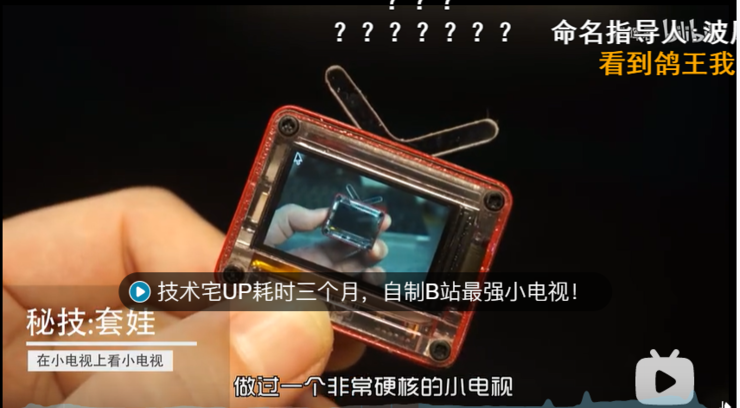 ? ? ?
? ? ? ? ? ? ?
命名指导人
看到鸽王我
技术宅UP耗时三个月，自制B站最强小电视！
秘技:套娃
在小电视上看小电视
做过一个非常硬核的小电视